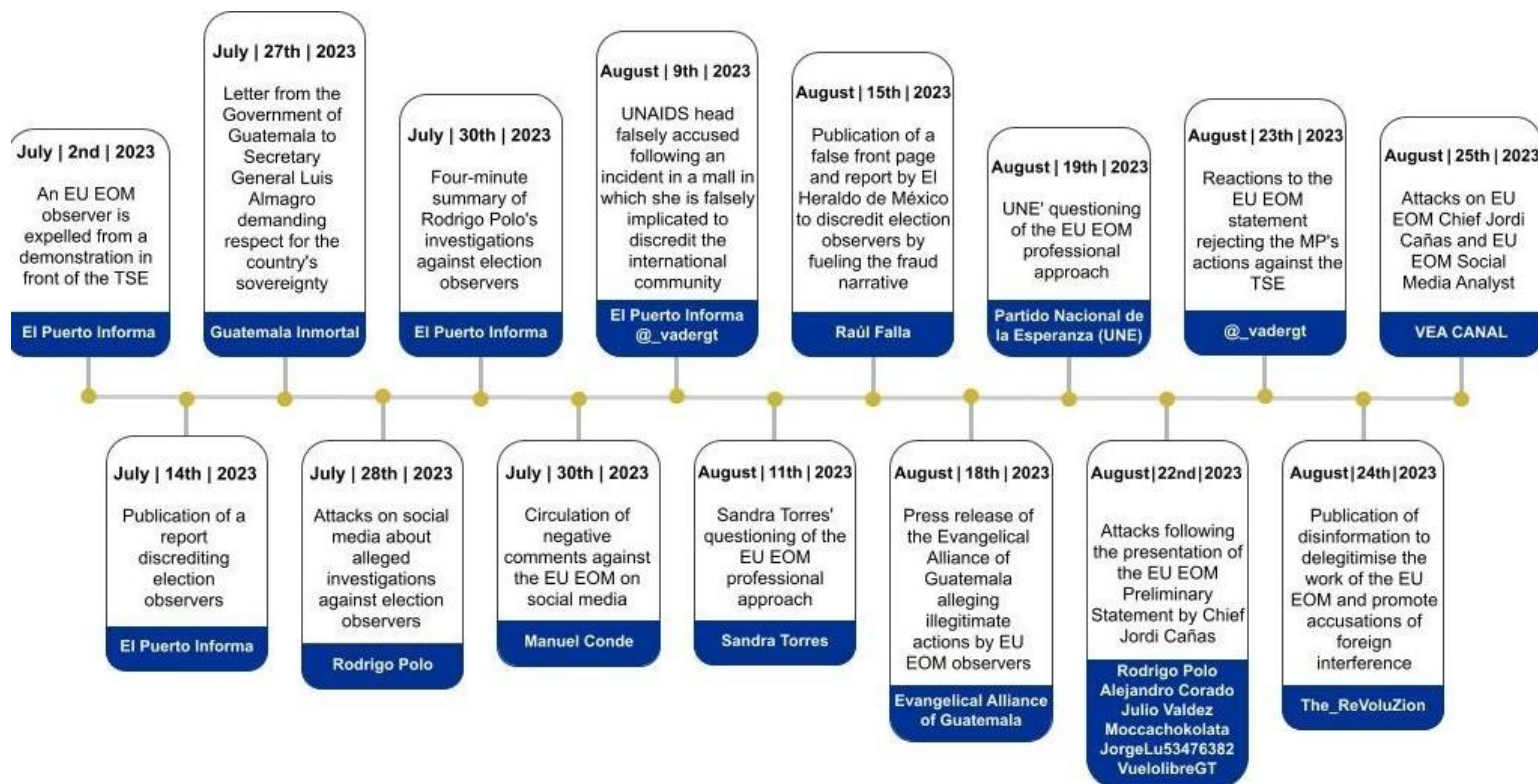 July | 2nd | 2023
An EU EOM
observer is
expelled from a
demonstration in
front of the TSE
El Puerto Informa
July | 14th | 2023
Publication of a
report
discrediting
election
observers
El Puerto Informa
July | 27th | 2023
Letter from the
Government of
Guatemala to
Secretary
General Luis
Almagro
demanding
respect for the
country's
sovereignty
Guatemala Inmortal
July | 28th | 2023
Attacks on social
media about
alleged
investigations
against election
observers
Rodrigo Polo
July | 30th | 2023
Four-minute
summary of
Rodrigo Polo's
investigations
against election
observers
El Puerto Informa
July | 30th | 2023
Circulation of
negative
comments against
the EU EOM on
social media
Manuel Conde
August | 9th | 2023
UNAIDS head
falsely accused
following an
incident in a mall in
which she is falsely
implicated to
discredit the
international
community
El Puerto Informa
@_vadergt
August | 11th | 2023
Sandra Torres'
questioning of the
EU EOM
professional
approach
Sandra Torres
August | 15th | 2023
Publication of a
false front page
and report by El
Heraldo de México
to discredit election
observers by
fueling the fraud
narrative
Raúl Falla
August | 18th | 2023
Press release of
the Evangelical
Alliance of
Guatemala
alleging
illegitimate
actions by EU
EOM observers
Evangelical Alliance
of Guatemala
August | 19th | 2023
UNE' questioning
of the EU EOM
professional
approach
Partido Nacional de
la Esperanza (UNE)
August|22nd|2023
Attacks following
the presentation of
the EU EOM
Preliminary
Statement by Chief
Jordi Cañas
Rodrigo Polo
Alejandro Corado
Julio Valdez
Moccachokolata
JorgeLu53476382
VuelolibreGT
August | 23th | 2023
Reactions to the
EU EOM
statement
rejecting the MP's
actions against the
TSE
@_vadergt
August|24th|2023
Publication of
disinformation to
delegitimise the
work of the EU
EOM and promote
accusations of
foreign
interference
The_ReVoluZion
August | 25th | 2023
Attacks on EU
EOM Chief Jordi
Cañas and EU
EOM Social
Media Analyst
VEA CANAL